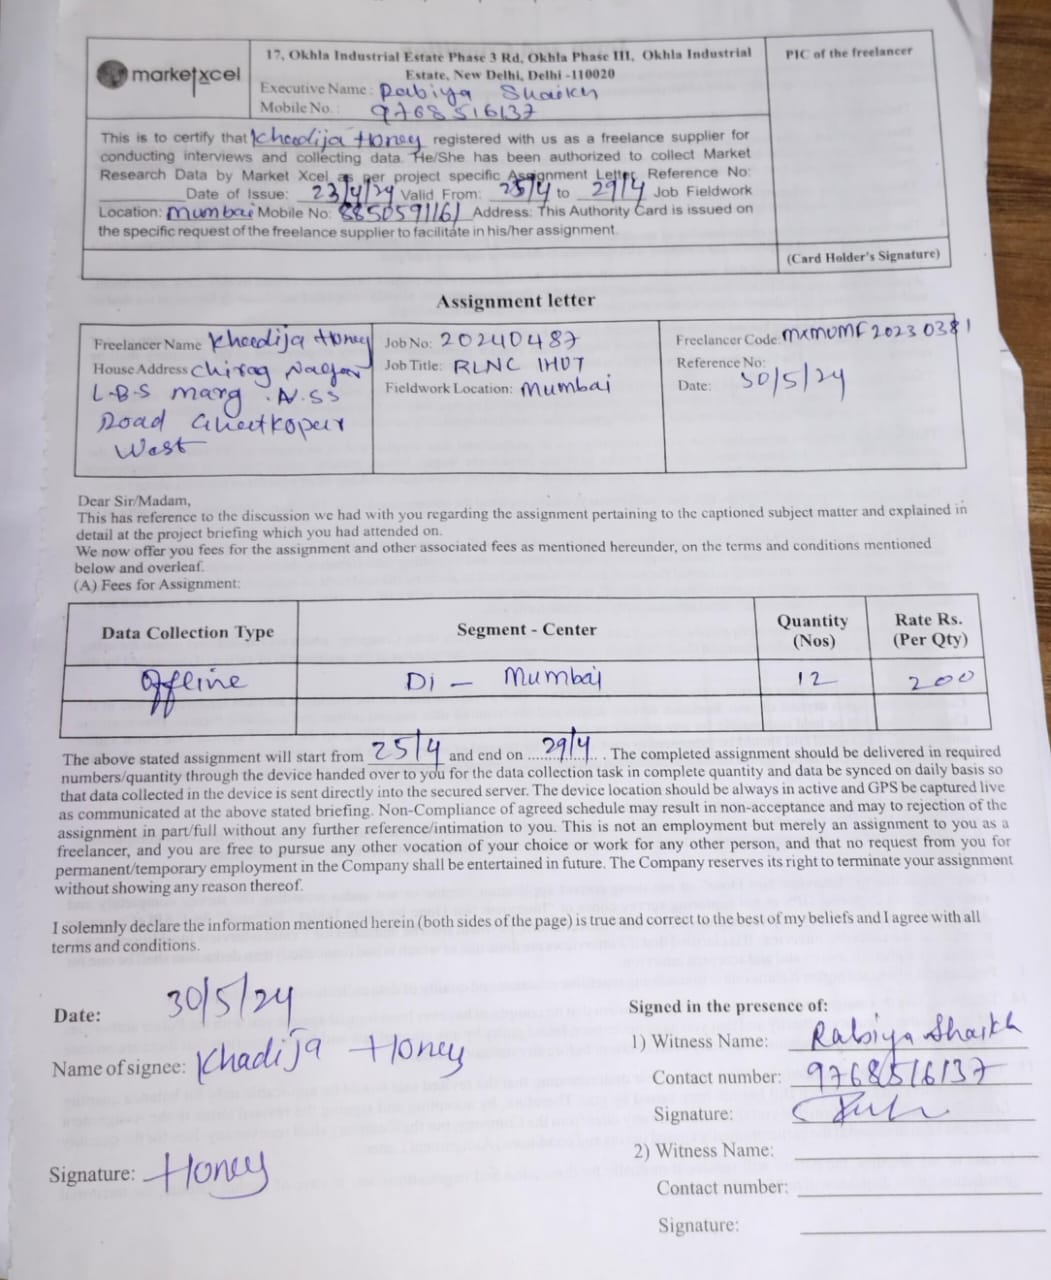 marketxcel
17, Okhla Industrial Estate Phase 3 Rd, Okhla Phase III, Okhla Industrial
Estate, New Delhi, Delhi -110020
Executive Name : Rabiya Shaikh
Mobile No. : 9768516137
PIC of the freelancer
This is to certify that Khadija Honey registered with us as a freelance supplier for
conducting interviews and collecting data. He/She has been authorized to collect Market
Research Data by Market Xcel as per project specific Assignment Letter. Reference No:
Date of Issue: 23/4/24 Valid From: 25/4 to 29/4 Job Fieldwork
Location: Mumbai Mobile No: 8850591161 Address: This Authority Card is issued on
the specific request of the freelance supplier to facilitate in his/her assignment.
(Card Holder's Signature)
Assignment letter
Freelancer Name Khadija Honey
House Address Chirag Nagar
L-B-S marg . N.SS
Road Ghatkopar
West
Job No: 20240487
Job Title: RLNC IHUT
Fieldwork Location: Mumbai
Freelancer Code: MXMUMF20230381
Reference No:
Date: 30/5/24
Dear Sir/Madam,
This has reference to the discussion we had with you regarding the assignment pertaining to the captioned subject matter and explained in
detail at the project briefing which you had attended on.
We now offer you fees for the assignment and other associated fees as mentioned hereunder, on the terms and conditions mentioned
below and overleaf.
(A) Fees for Assignment:
Data Collection Type Segment - Center Quantity (Nos) Rate Rs. (Per Qty)
Offline Di - Mumbai 12 200
The above stated assignment will start from 25/4 and end on 29/4 . The completed assignment should be delivered in required
numbers/quantity through the device handed over to you for the data collection task in complete quantity and data be synced on daily basis so
that data collected in the device is sent directly into the secured server. The device location should be always in active and GPS be captured live
as communicated at the above stated briefing. Non-Compliance of agreed schedule may result in non-acceptance and may to rejection of the
assignment in part/full without any further reference/intimation to you. This is not an employment but merely an assignment to you as a
freelancer, and you are free to pursue any other vocation of your choice or work for any other person, and that no request from you for
permanent/temporary employment in the Company shall be entertained in future. The Company reserves its right to terminate your assignment
without showing any reason thereof.
I solemnly declare the information mentioned herein (both sides of the page) is true and correct to the best of my beliefs and I agree with all
terms and conditions.
Date: 30/5/24
Name of signee: Khadija Honey
Signature: Honey
Signed in the presence of:
1) Witness Name: Rabiya Shaikh
Contact number: 9768516137
Signature:
2) Witness Name:
Contact number:
Signature: